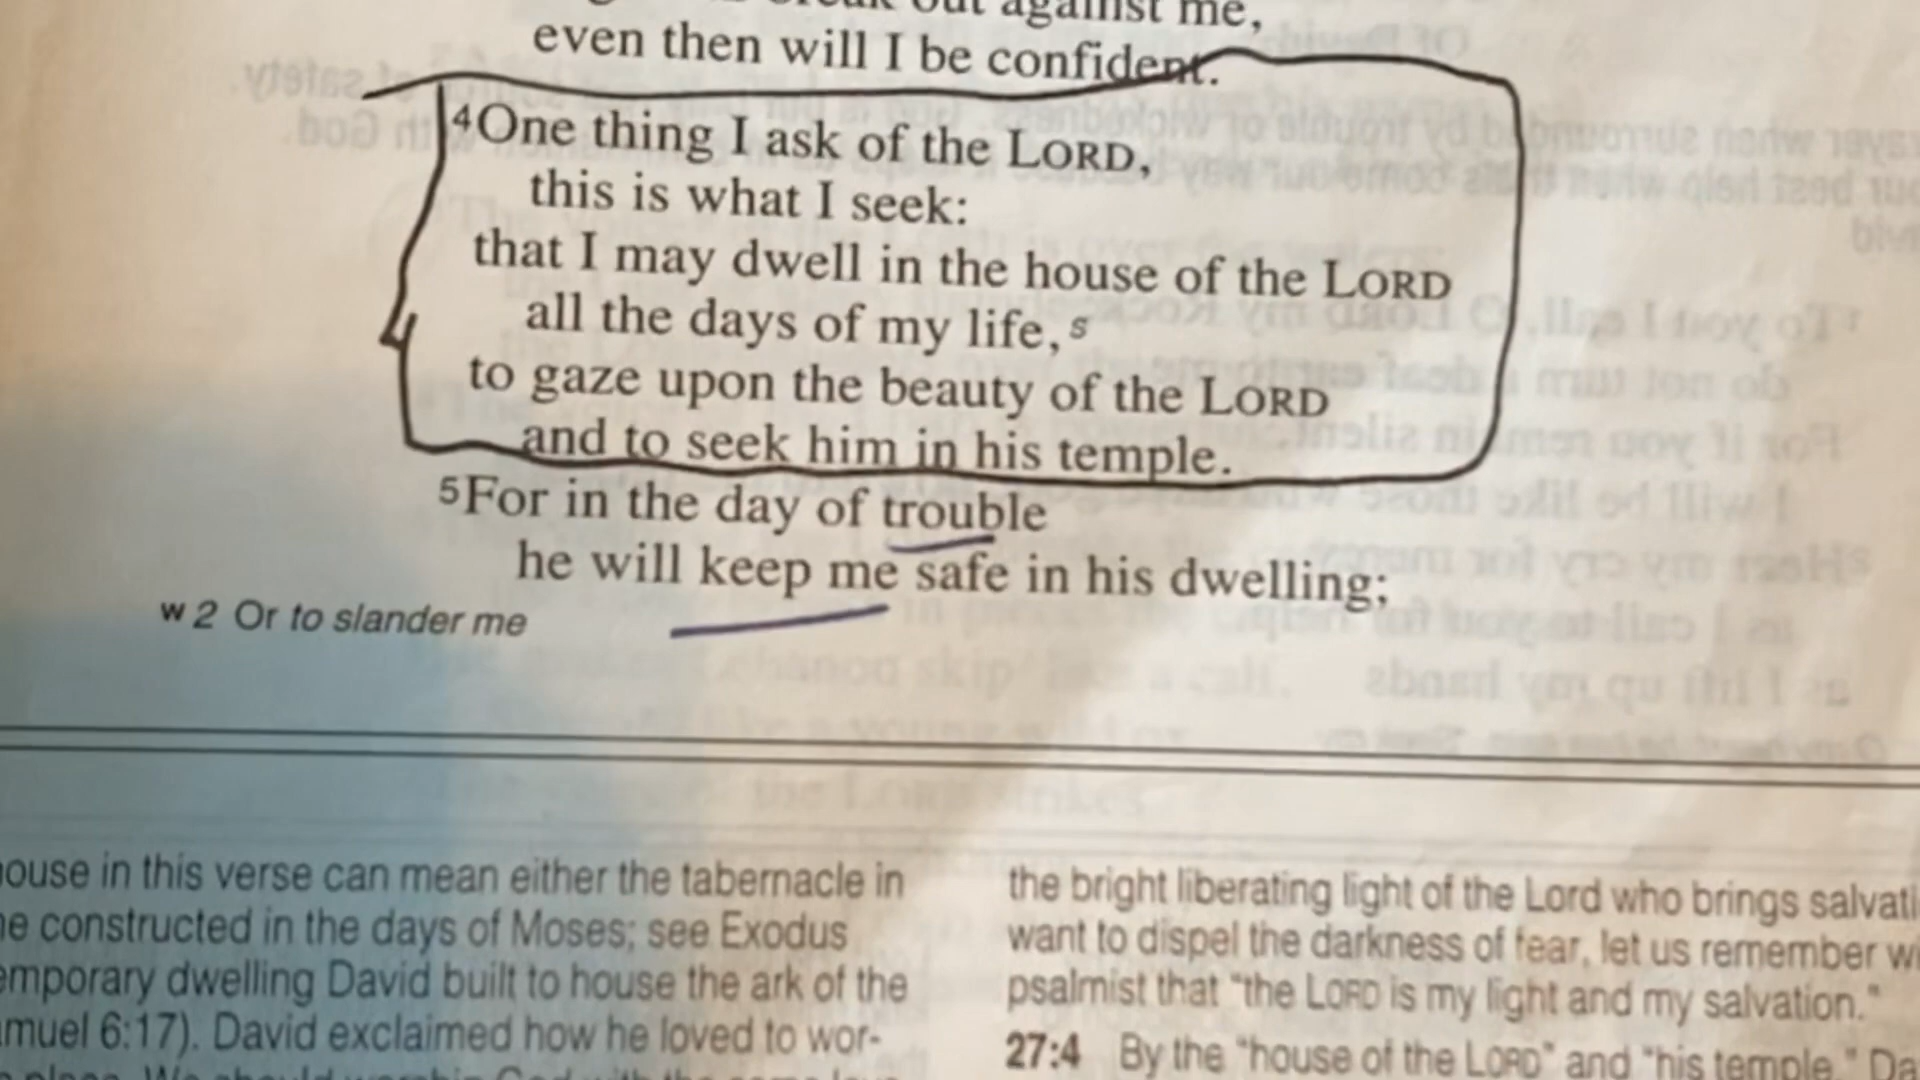 break out against me,
even then will I be confident.
4One thing I ask of the LORD,
this is what I seek:
that I may dwell in the house of the LORD
all the days of my life, s
to gaze upon the beauty of the LORD
and to seek him in his temple.
5For in the day of trouble
he will keep me safe in his dwelling;
w 2 Or to slander me
ouse in this verse can mean either the tabernacle in
e constructed in the days of Moses; see Exodus
emporary dwelling David built to house the ark of the
muel 6:17). David exclaimed how he loved to wor-
the bright liberating light of the Lord who brings salvati
want to dispel the darkness of fear, let us remember w
psalmist that "the LORD is my light and my salvation."
27:4 By the "house of the LORD" and "his temple," Da